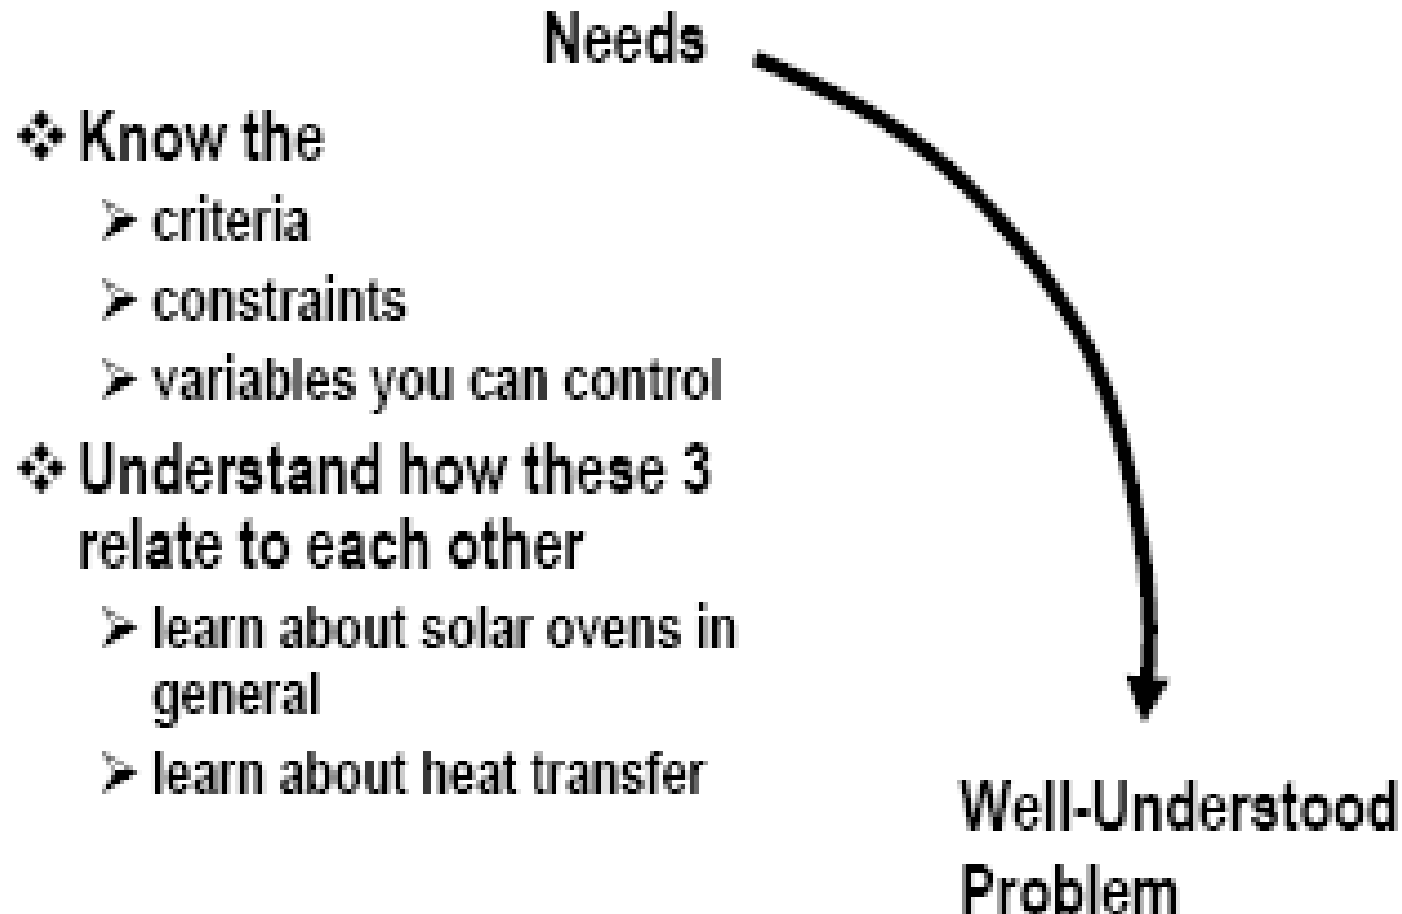 Needs
❖ Know the
➢ criteria
➢ constraints
➢ variables you can control
❖ Understand how these 3
relate to each other
➢ learn about solar ovens in
general
➢ learn about heat transfer
Well-Understood
Problem